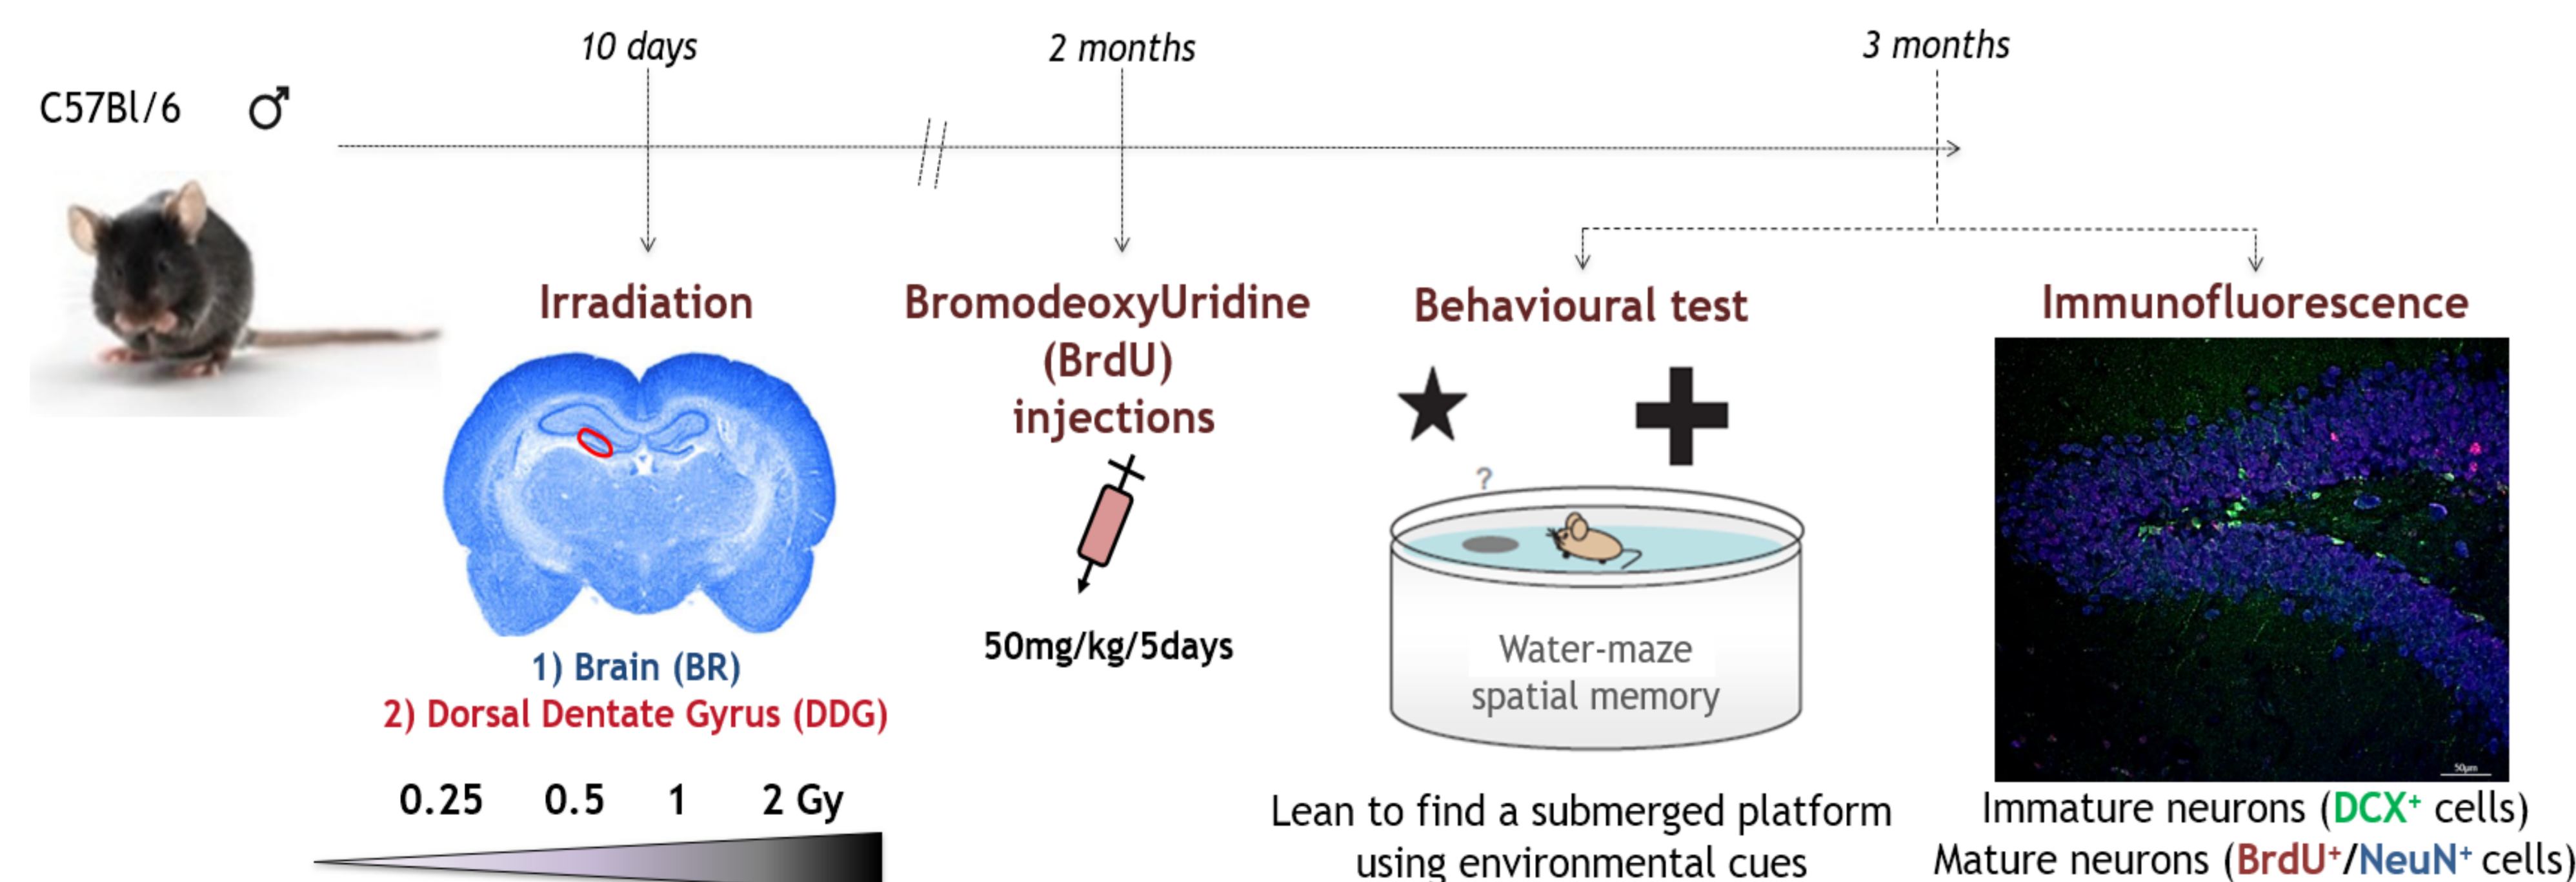 10 days
2 months
3 months
C57Bl/6 ♂
Irradiation
1) Brain (BR)
2) Dorsal Dentate Gyrus (DDG)
0.25 0.5 1 2 Gy
BromodeoxyUridine
(BrdU)
injections
50mg/kg/5days
Behavioural test
?
Water-maze
spatial memory
Lean to find a submerged platform
using environmental cues
Immunofluorescence
50µm
Immature neurons (DCX⁺ cells)
Mature neurons (BrdU⁺/NeuN⁺ cells)